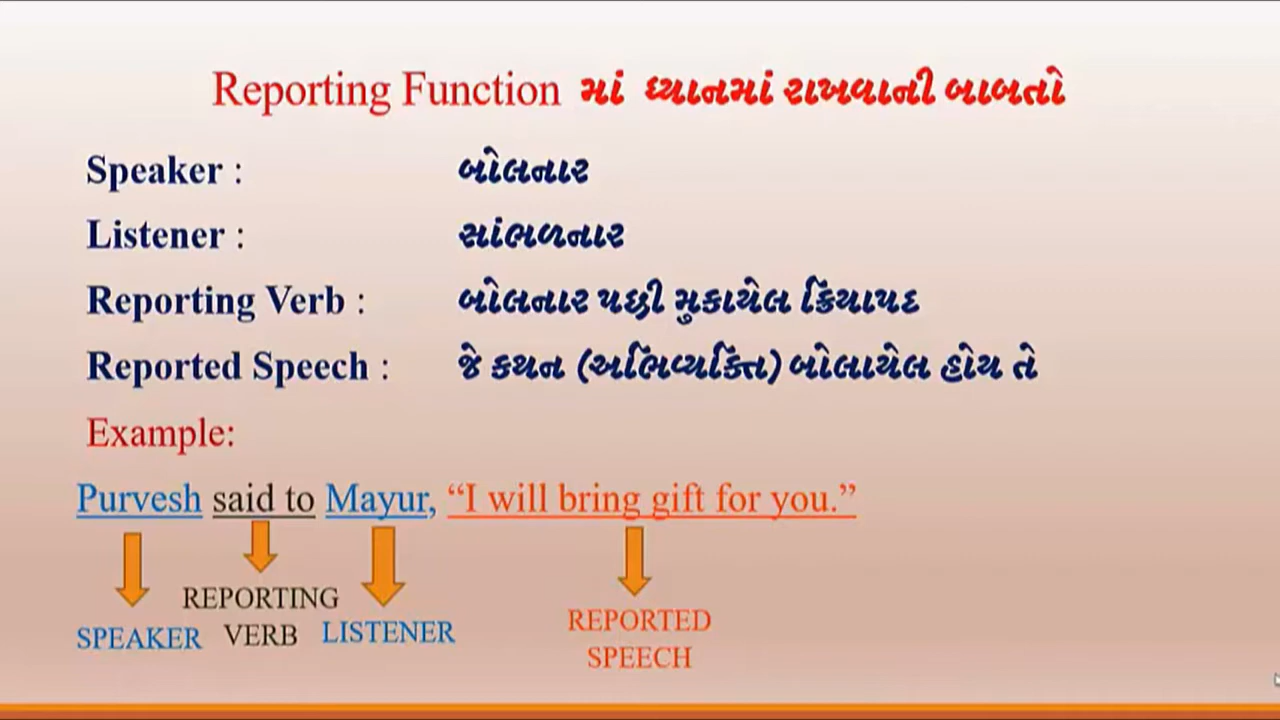 Reporting Function માં ધ્યાનમાં રાખવાની બાબતો
Speaker : બોલનાર
Listener : સાંભળનાર
Reporting Verb : બોલનાર પછી મુકાયેલ ક્રિયાપદ
Reported Speech : જે કથન (અભિવ્યક્તિ) બોલાયેલ હોય તે
Example:
Purvesh said to Mayur, “I will bring gift for you.”
SPEAKER
REPORTING
VERB
LISTENER
REPORTED
SPEECH